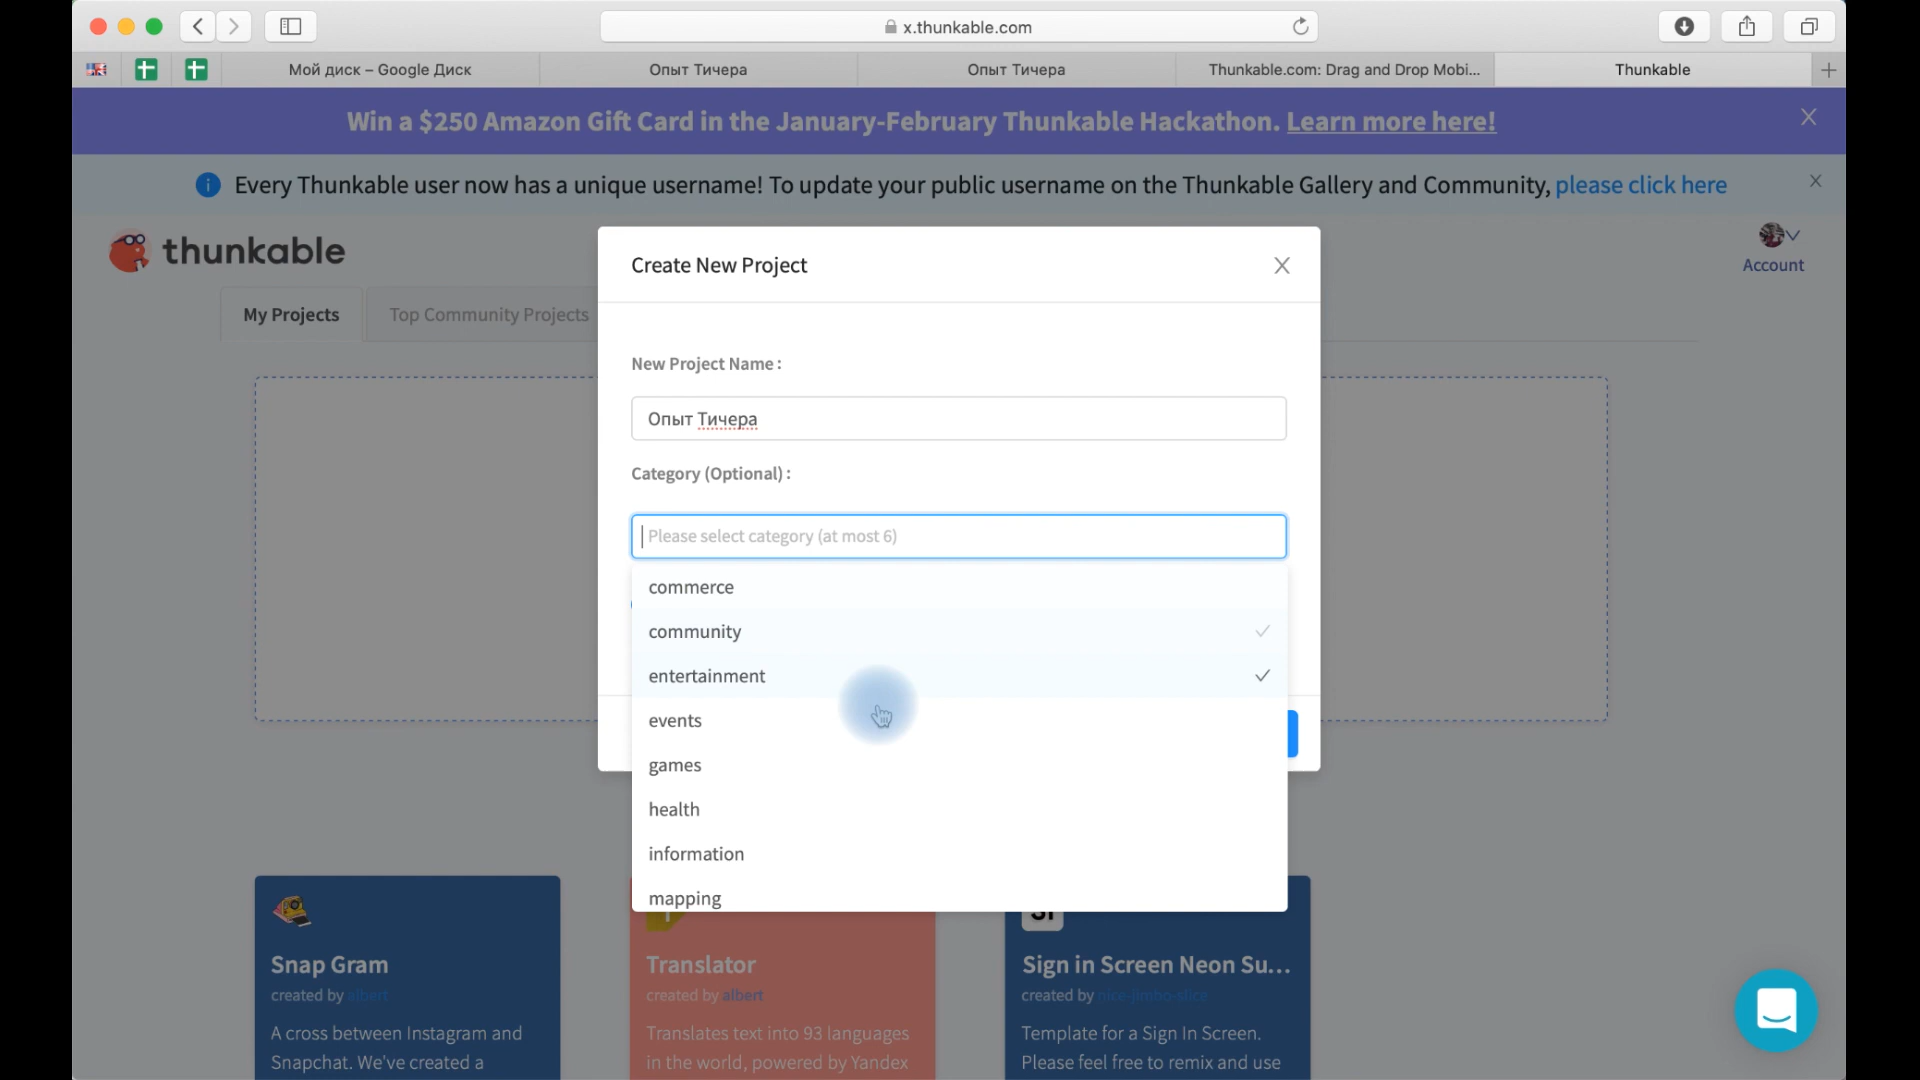 x.thunkable.com
Мой диск – Google Диск
Опыт Тичера
Опыт Тичера
Thunkable.com: Drag and Drop Mobi...
Thunkable
Win a $250 Amazon Gift Card in the January-February Thunkable Hackathon. Learn more here!
Every Thunkable user now has a unique username! To update your public username on the Thunkable Gallery and Community, please click here
thunkable
Account
My Projects
Top Community Projects
Create New Project
New Project Name :
Опыт Тичера
Category (Optional) :
Please select category (at most 6)
commerce
community
entertainment
events
games
health
information
mapping
Snap Gram
created by albert
A cross between Instagram and
Snapchat. We've created a
Translator
created by albert
Translates text into 93 languages
in the world, powered by Yandex
Sign in Screen Neon Su...
created by nice-jimbo-slice
Template for a Sign In Screen.
Please feel free to remix and use